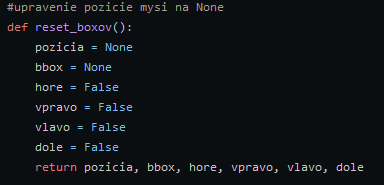 #upravenie pozicie mysi na None
def reset_boxov():
    pozicia = None
    bbox = None
    hore = False
    vpravo = False
    vlavo = False
    dole = False
    return pozicia, bbox, hore, vpravo, vlavo, dole